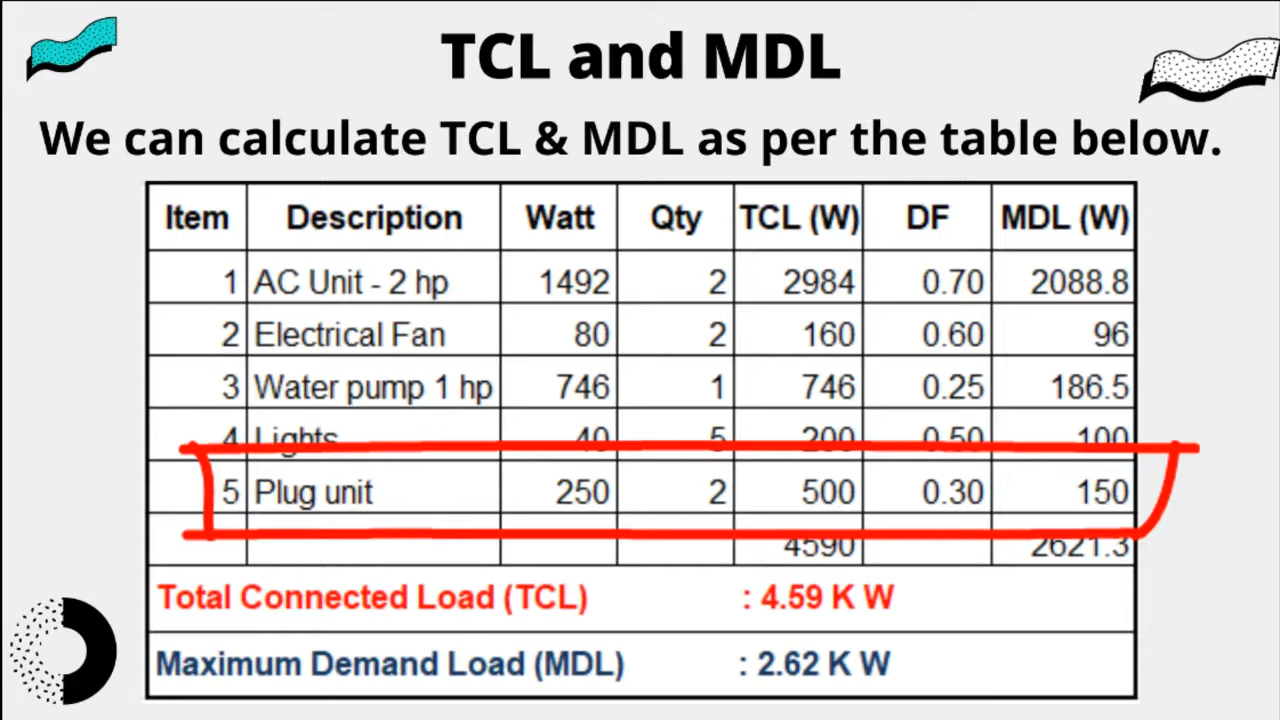 TCL and MDL
We can calculate TCL & MDL as per the table below.
Item Description Watt Qty TCL (W) DF MDL (W)
1 AC Unit - 2 hp 1492 2 2984 0.70 2088.8
2 Electrical Fan 80 2 160 0.60 96
3 Water pump 1 hp 746 1 746 0.25 186.5
4 Lights 40 5 200 0.50 100
5 Plug unit 250 2 500 0.30 150
4590 2621.3
Total Connected Load (TCL) : 4.59 K W
Maximum Demand Load (MDL) : 2.62 K W